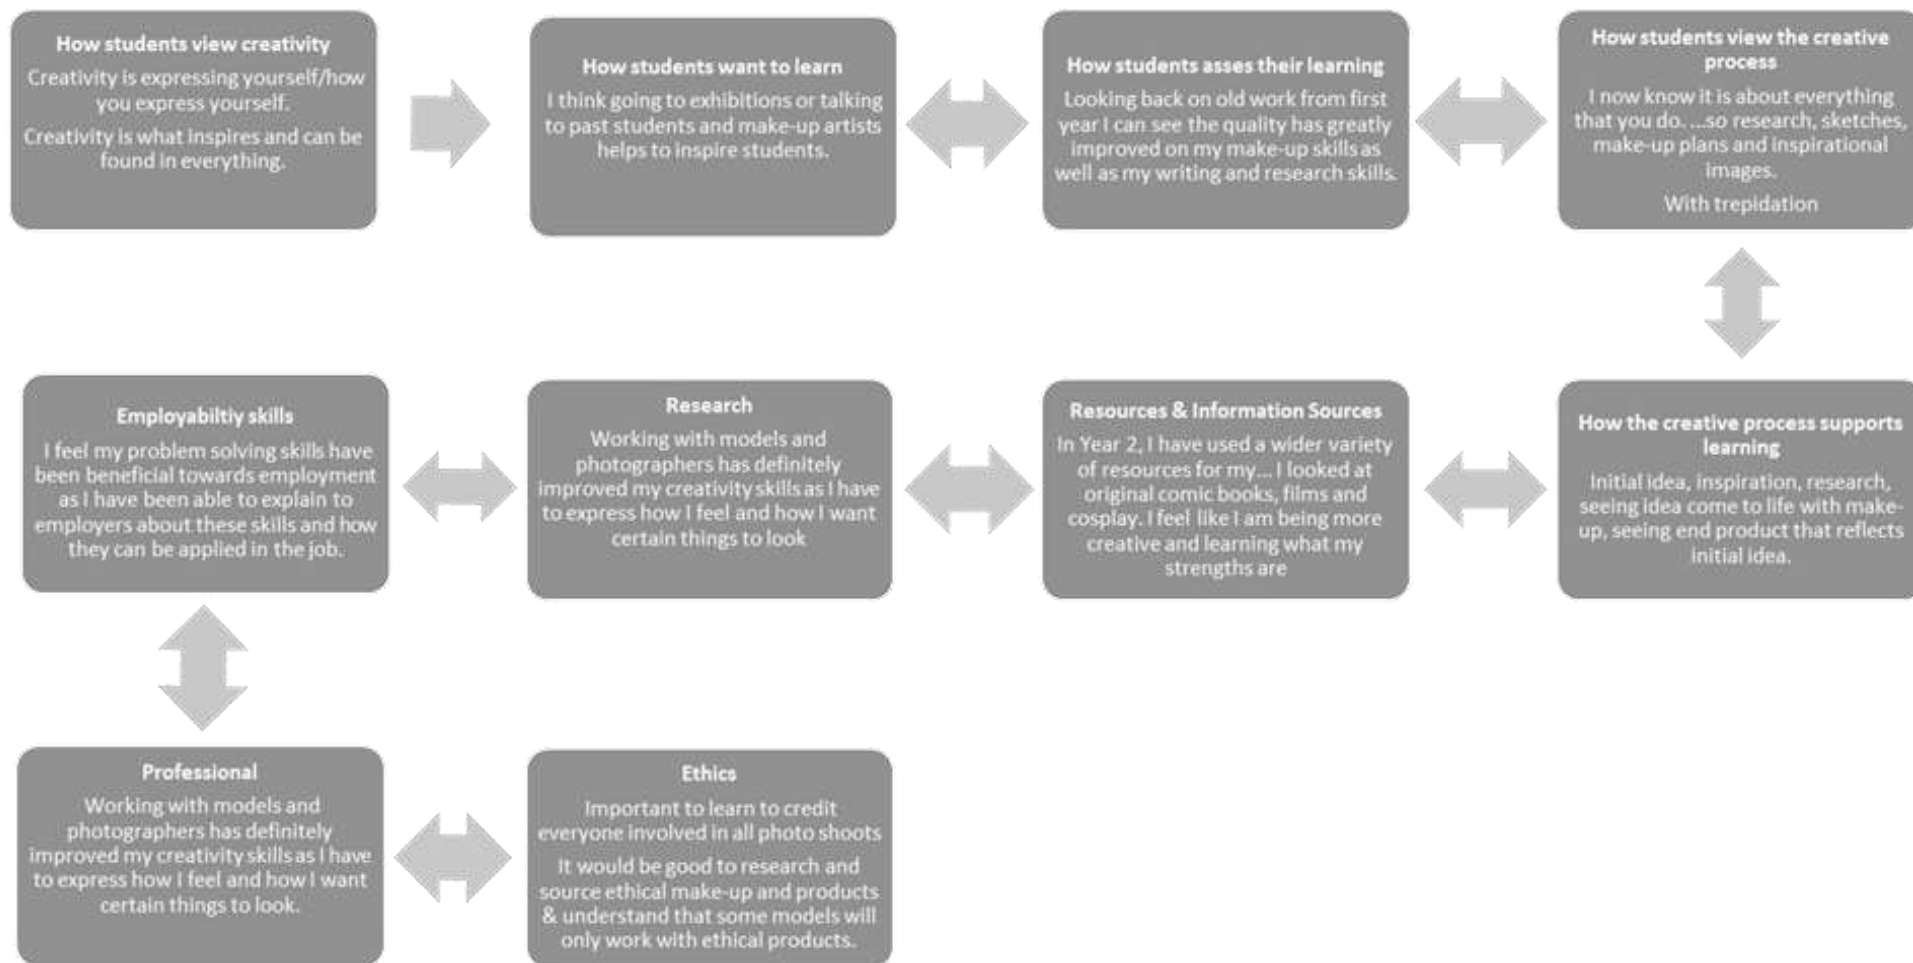 How students view creativity
Creativity is expressing yourself/how
you express yourself.
Creativity is what inspires and can be
found in everything.
How students want to learn
I think going to exhibitions or talking
to past students and make-up artists
helps to inspire students.
How students asses their learning
Looking back on old work from first
year I can see the quality has greatly
improved on my make-up skills as
well as my writing and research skills.
How students view the creative
process
I now know it is about everything
that you do. ...so research, sketches,
make-up plans and inspirational
images.
With trepidation
Employabiltiy skills
I feel my problem solving skills have
been beneficial towards employment
as I have been able to explain to
employers about these skills and how
they can be applied in the job.
Research
Working with models and
photographers has definitely
improved my creativity skills as I have
to express how I feel and how I want
certain things to look
Resources & Information Sources
In Year 2, I have used a wider variety
of resources for my... I looked at
original comic books, films and
cosplay. I feel like I am being more
creative and learning what my
strengths are
How the creative process supports
learning
Initial idea, inspiration, research,
seeing idea come to life with make-
up, seeing end product that reflects
initial idea.
Professional
Working with models and
photographers has definitely
improved my creativity skills as I have
to express how I feel and how I want
certain things to look.
Ethics
Important to learn to credit
everyone involved in all photo shoots
It would be good to research and
source ethical make-up and products
& understand that some models will
only work with ethical products.